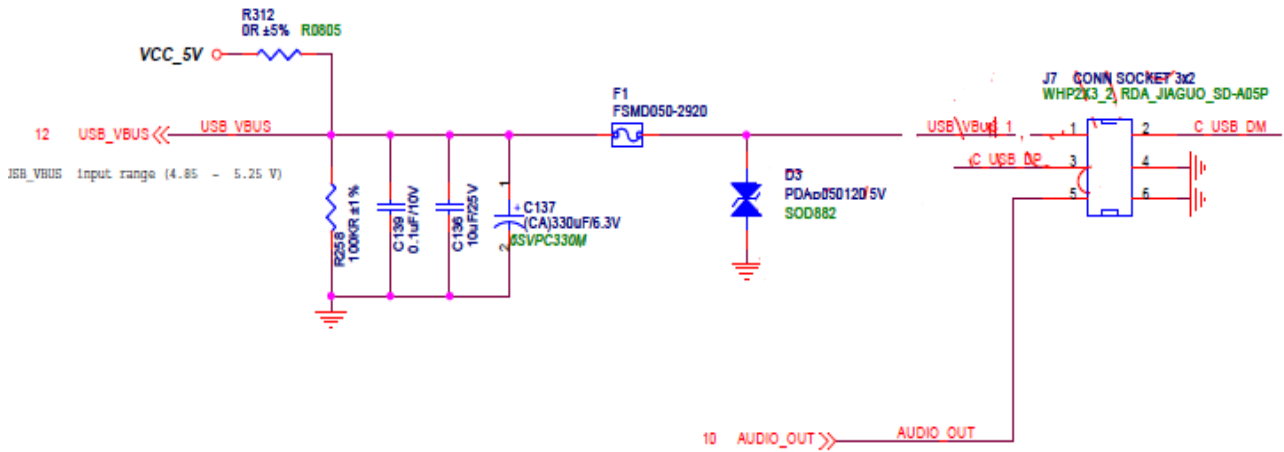 R312
0R ±5% R0805
VCC_5V
12 USB_VBUS USB_VBUS
USB_VBUS input range (4.85 - 5.25 V)
R258
100KR ±1%
C139
0.1uF/10V
C136
10uF/25V
1
+ C137
(CA)330uF/6.3V
2
6SVPC330M
F1
FSMD050-2920
D3
SOD882
J7 CONN SOCKET 3x2
WHP2X3_2_RDA_JIAGUO_SD-A05P
USB_VBUS_1
1
2
C_USB_DM
C_USB_DP
3
4
5
6
10 AUDIO_OUT AUDIO_OUT